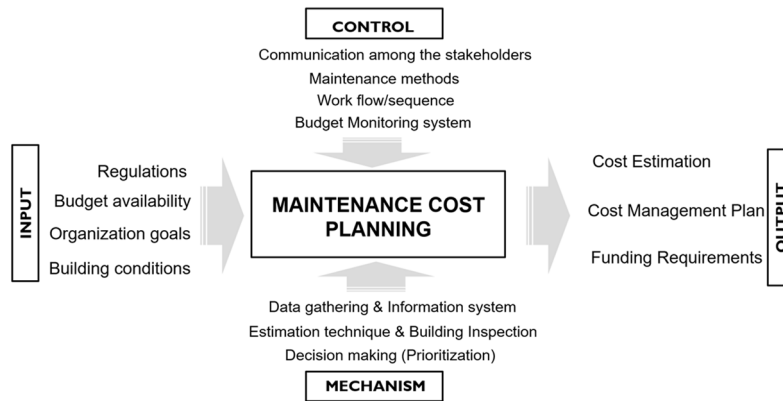 CONTROL
Communication among the stakeholders
Maintenance methods
Work flow/sequence
Budget Monitoring system
INPUT
Regulations
Budget availability
Organization goals
Building conditions
MAINTENANCE COST
PLANNING
Cost Estimation
Cost Management Plan
Funding Requirements
OUTPUT
Data gathering & Information system
Estimation technique & Building Inspection
Decision making (Prioritization)
MECHANISM